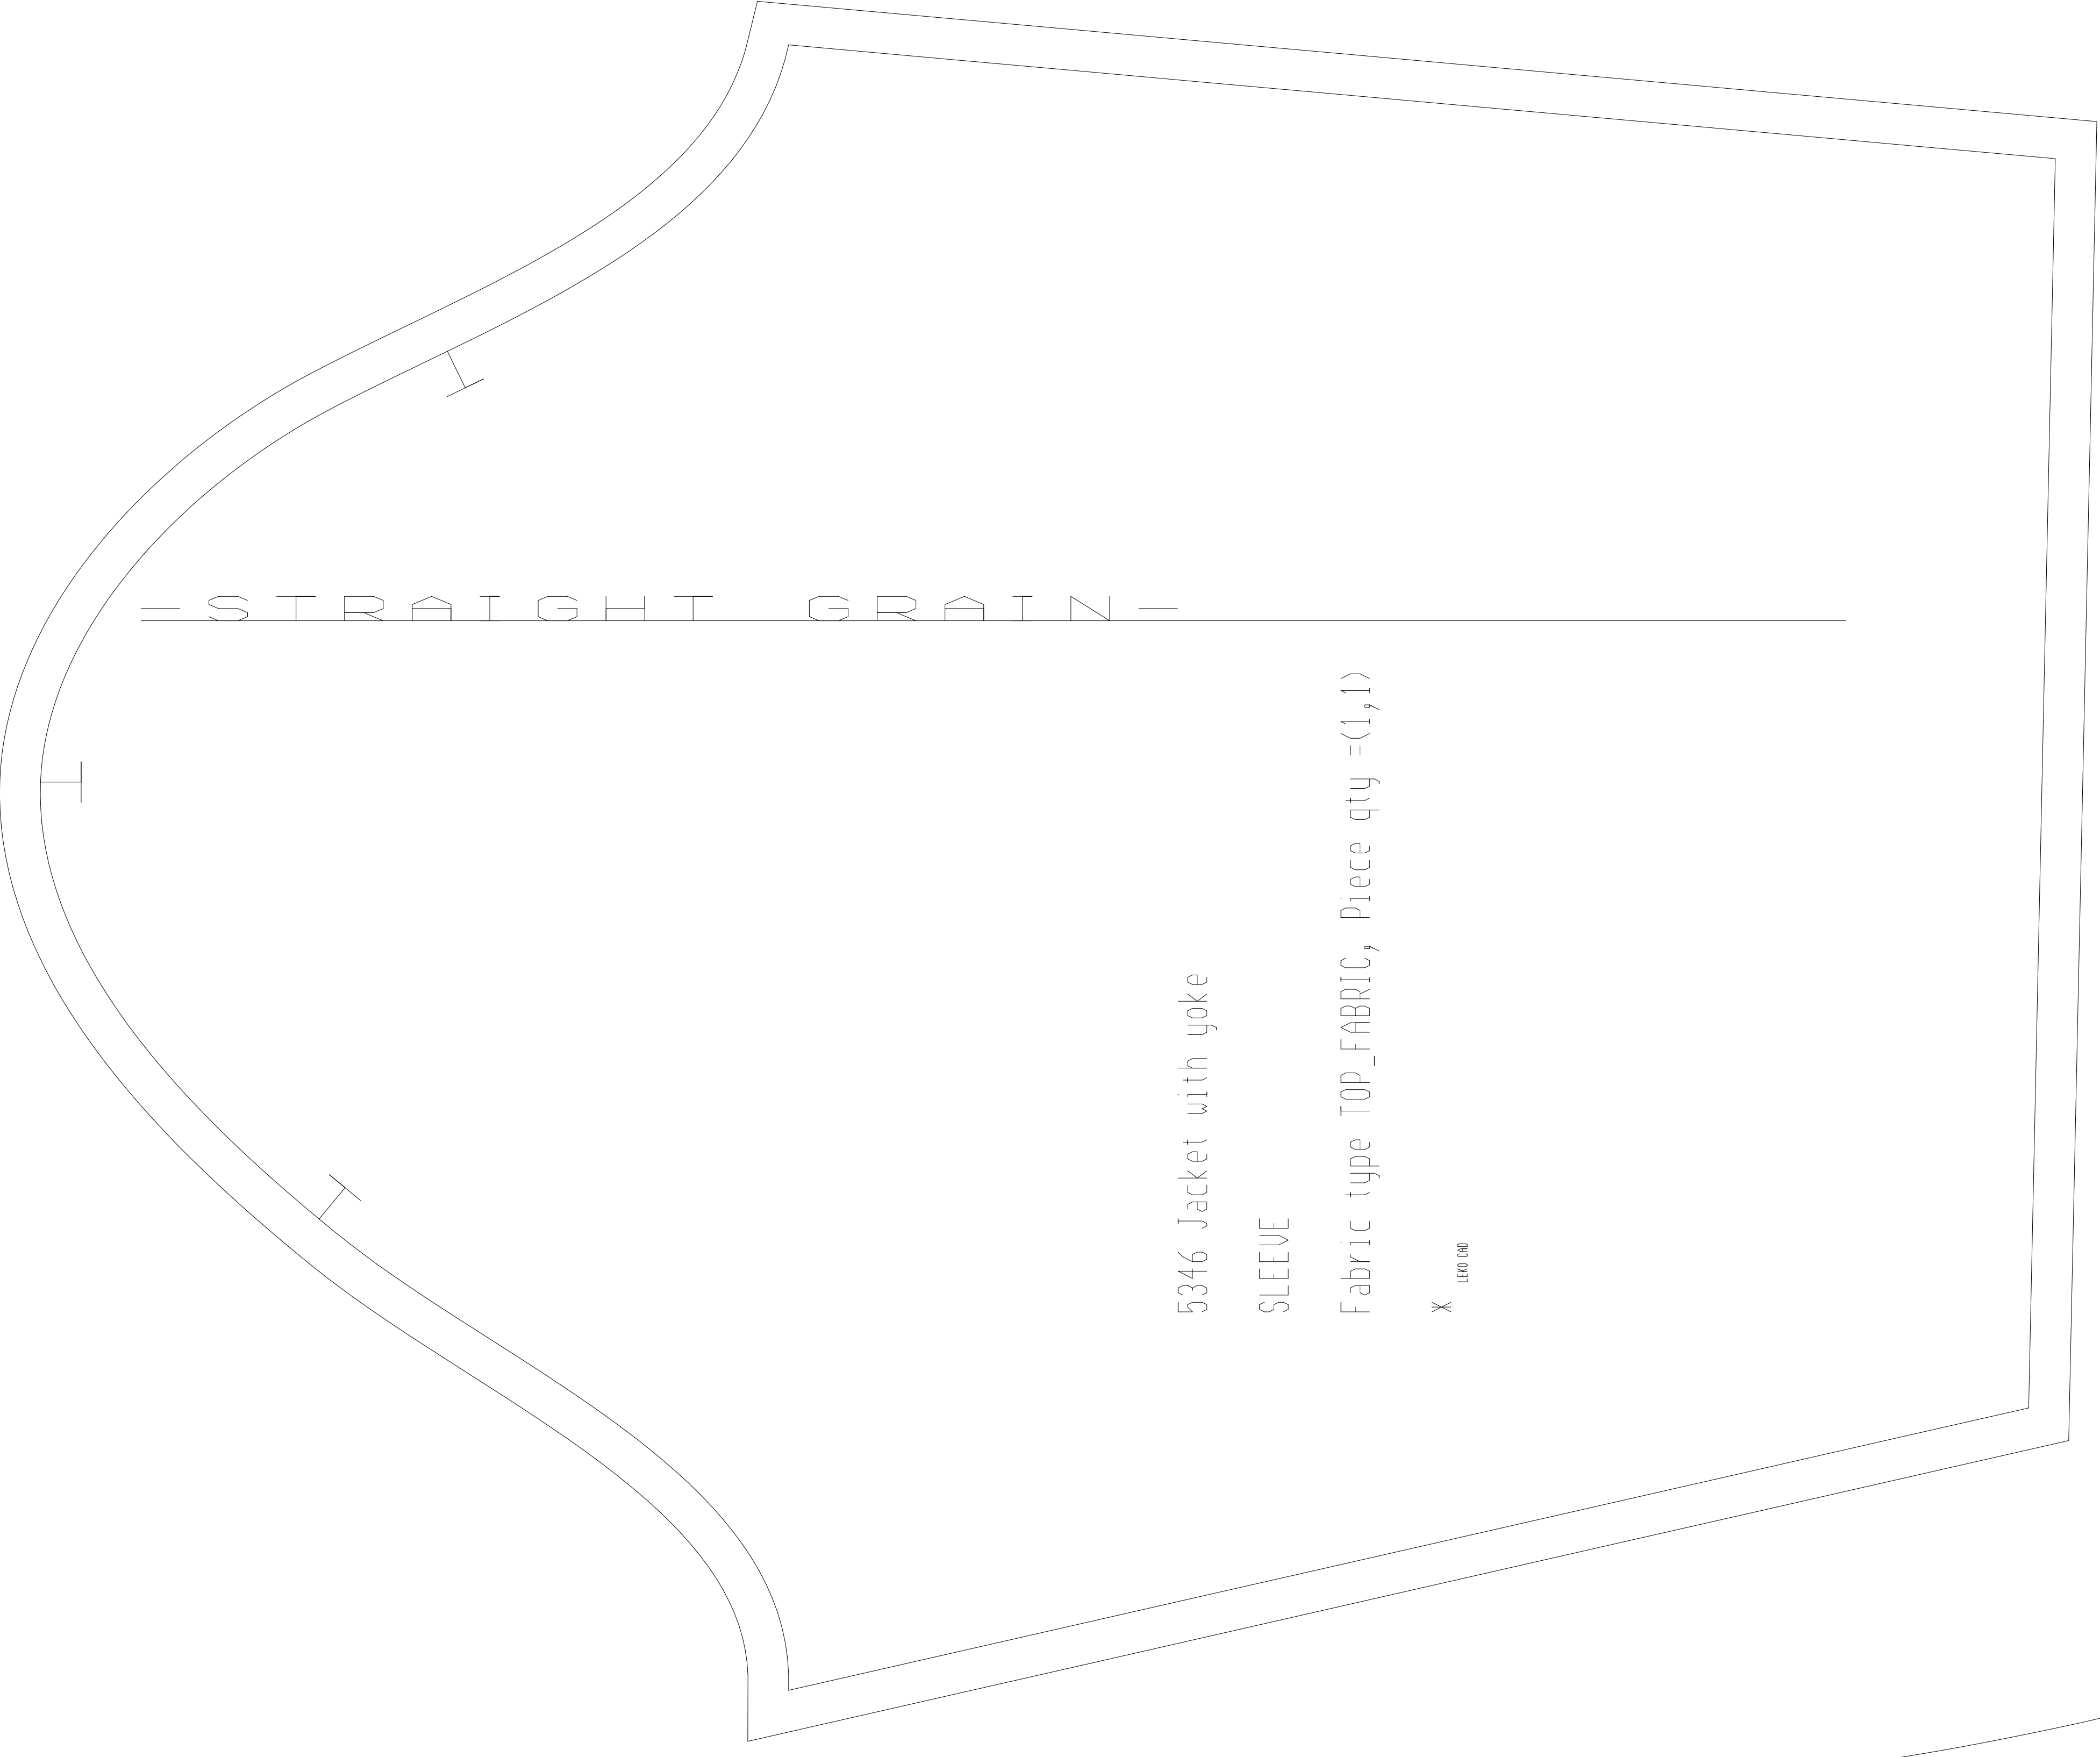 -STRAIGHT GRAIN-
5346 Jacket with yoke
SLEEVE
Fabric type TOP_FABRIC, Piece qty =(1,1)
X LEKO CAD